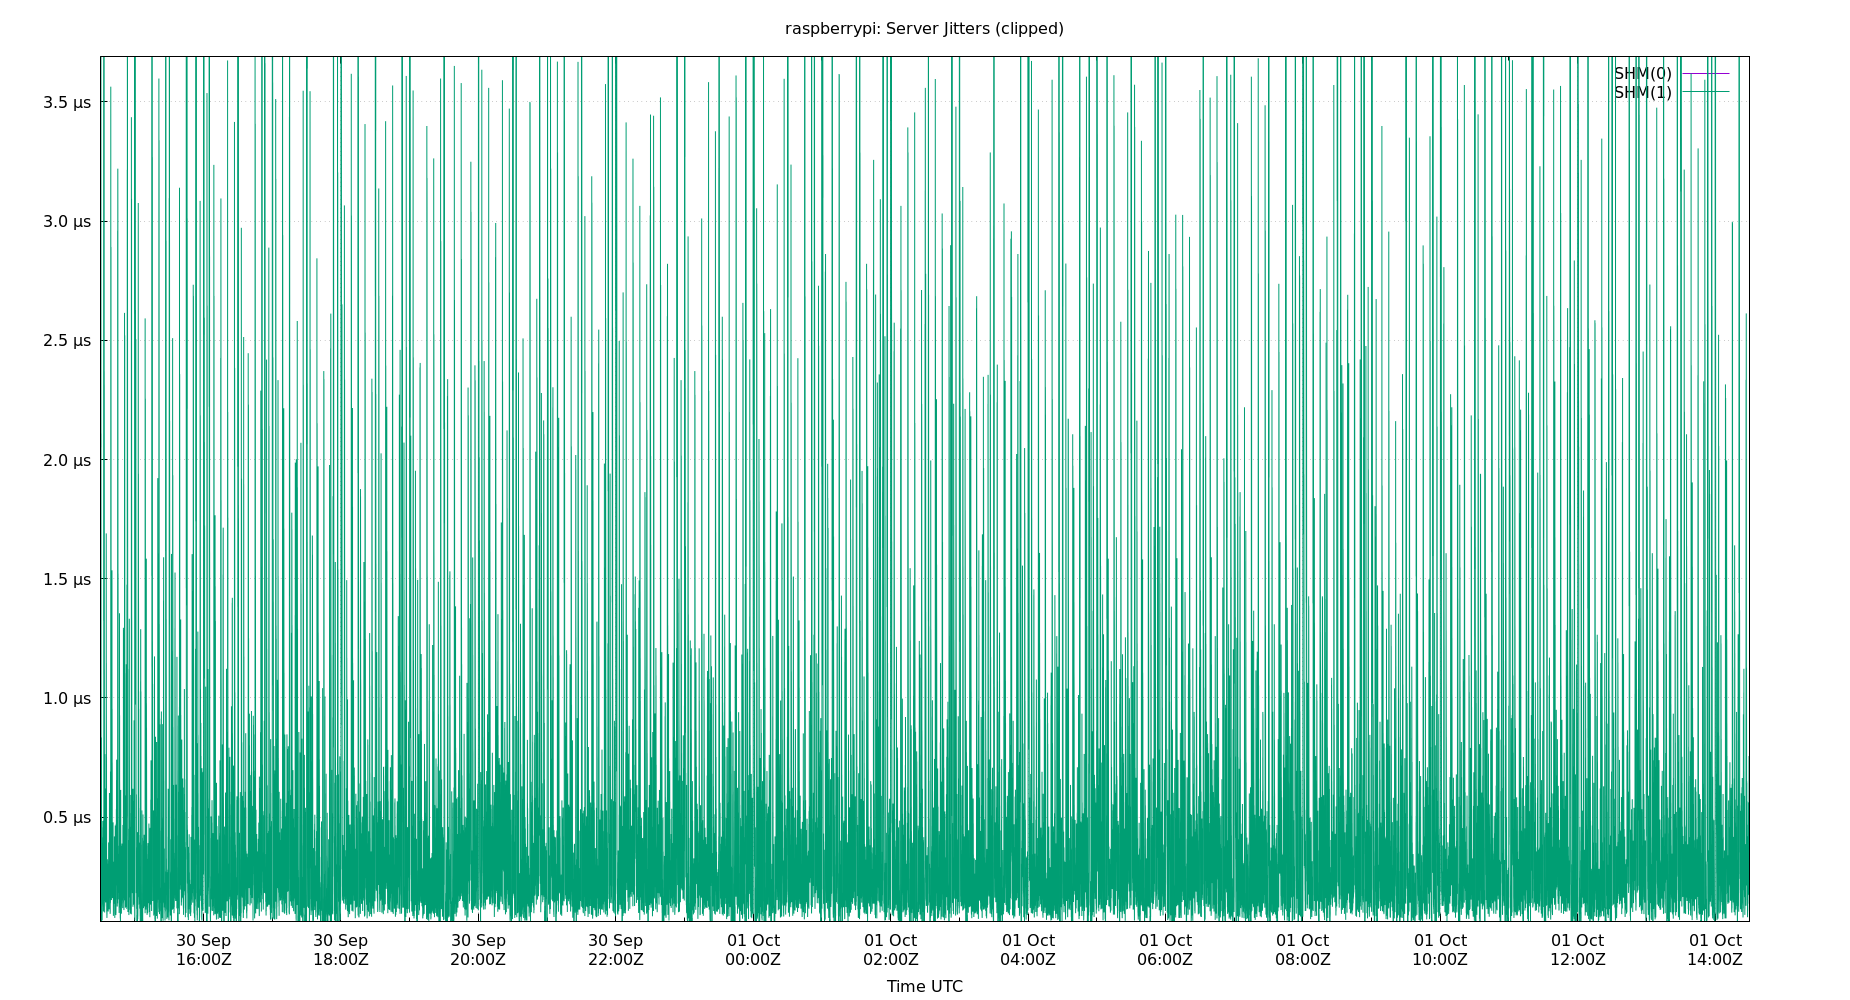 raspberrypi: Server Jitters (clipped)
SHM(0)
SHM(1)
3.5 µs
3.0 µs
2.5 µs
2.0 µs
1.5 µs
1.0 µs
0.5 µs
30 Sep 30 Sep 30 Sep 30 Sep 01 Oct 01 Oct 01 Oct 01 Oct 01 Oct 01 Oct 01 Oct 01 Oct
16:00Z 18:00Z 20:00Z 22:00Z 00:00Z 02:00Z 04:00Z 06:00Z 08:00Z 10:00Z 12:00Z 14:00Z
Time UTC